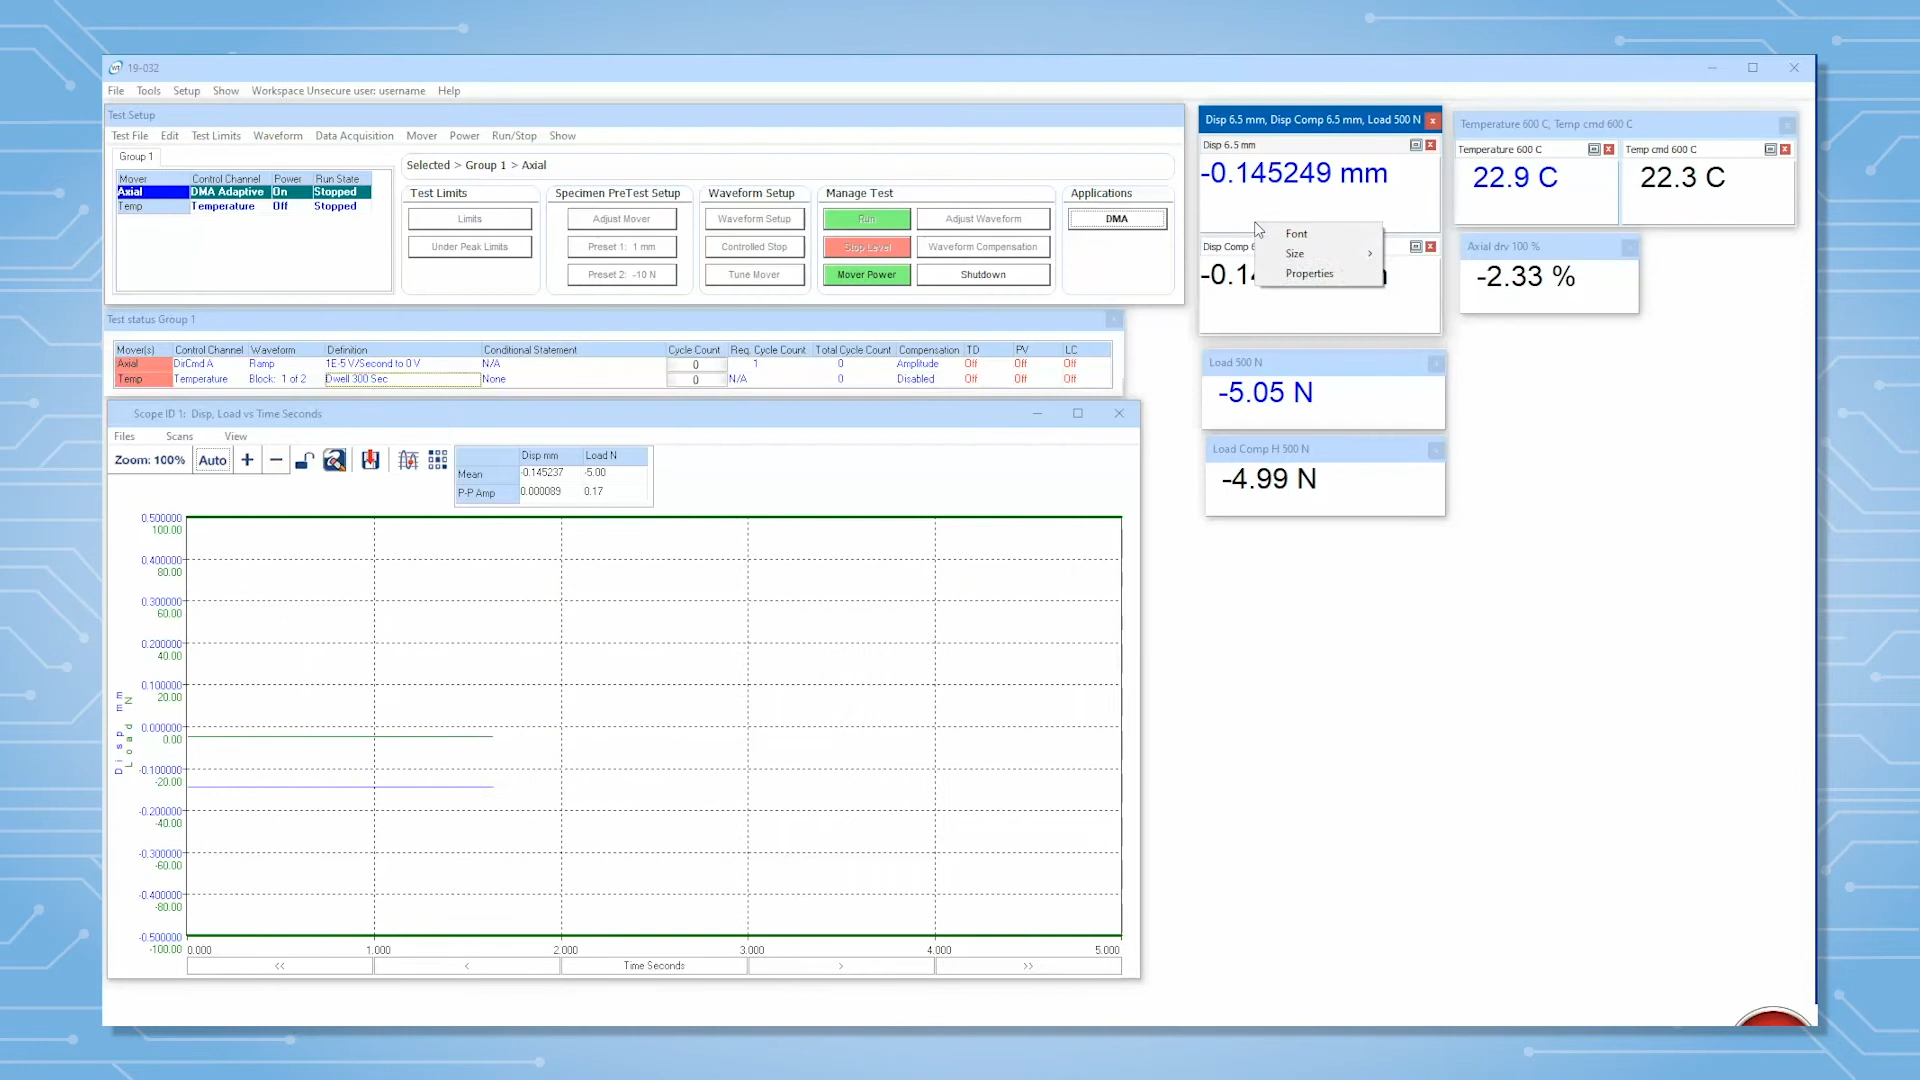 19-032
File Tools Setup Show Workspace Unsecure user: username Help
Test Setup
Test File Edit Test Limits Waveform Data Acquisition Mover Power Run/Stop Show
Group 1
Mover Control Channel Power Run State
Axial DMA Adaptive On Stopped
Temp Temperature Off Stopped
Selected > Group 1 > Axial
Test Limits
Limits
Under Peak Limits
Specimen PreTest Setup
Adjust Mover
Preset 1: 1 mm
Preset 2: -10 N
Waveform Setup
Waveform Setup
Controlled Stop
Tune Mover
Manage Test
Run Adjust Waveform
Stop Level Waveform Compensation
Mover Power Shutdown
Applications
DMA
Disp 6.5 mm, Disp Comp 6.5 mm, Load 500 N
Disp 6.5 mm
-0.145249 mm
Font
Size
Properties
Disp Comp 6
-0.14
Temperature 600 C, Temp cmd 600 C
Temperature 600 C Temp cmd 600 C
22.9 C 22.3 C
Axial drv 100 %
-2.33 %
Load 500 N
-5.05 N
Load Comp H 500 N
-4.99 N
Test status Group 1
Mover(s) Control Channel Waveform Definition Conditional Statement Cycle Count Req. Cycle Count Total Cycle Count Compensation TD PV LC
Axial DirCmd A Ramp 1E-5 V/Second to 0 V N/A 0 1 0 Amplitude Off Off Off
Temp Temperature Block: 1 of 2 Dwell 300 Sec None 0 N/A 0 Disabled Off Off Off
Scope ID 1: Disp, Load vs Time Seconds
Files Scans View
Zoom: 100% Auto + −
Disp mm Load N
Mean -0.145237 -5.00
P-P Amp 0.000089 0.17
0.500000
100.00
0.400000
80.00
0.300000
60.00
0.200000
40.00
0.100000
20.00
0.000000
0.00
-0.100000
-20.00
-0.200000
-40.00
-0.300000
-60.00
-0.400000
-80.00
-0.500000
-100.00
Disp mm
Load N
0.000 1.000 2.000 3.000 4.000 5.000
<< < Time Seconds > >>